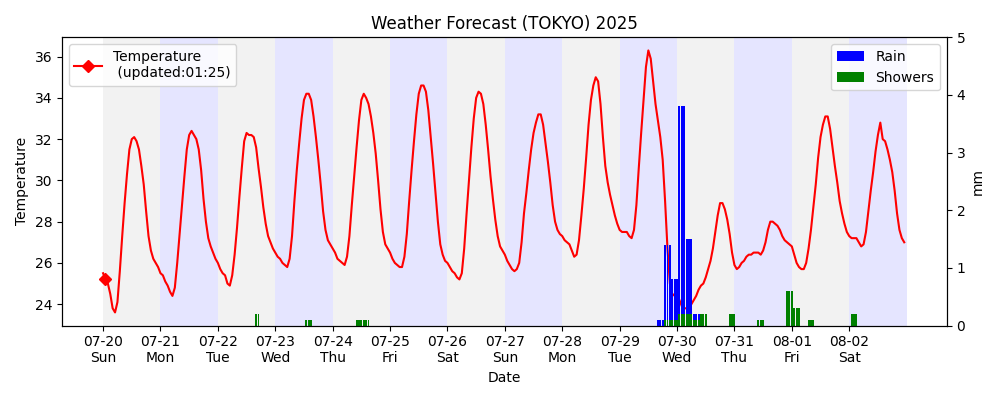 Weather Forecast (TOKYO) 2025
Temperature
(updated:01:25)
Rain
Showers
Temperature
36
34
32
30
28
26
24
5
4
3
2
1
0
mm
07-20 07-21 07-22 07-23 07-24 07-25 07-26 07-27 07-28 07-29 07-30 07-31 08-01 08-02
Sun Mon Tue Wed Thu Fri Sat Sun Mon Tue Wed Thu Fri Sat
Date